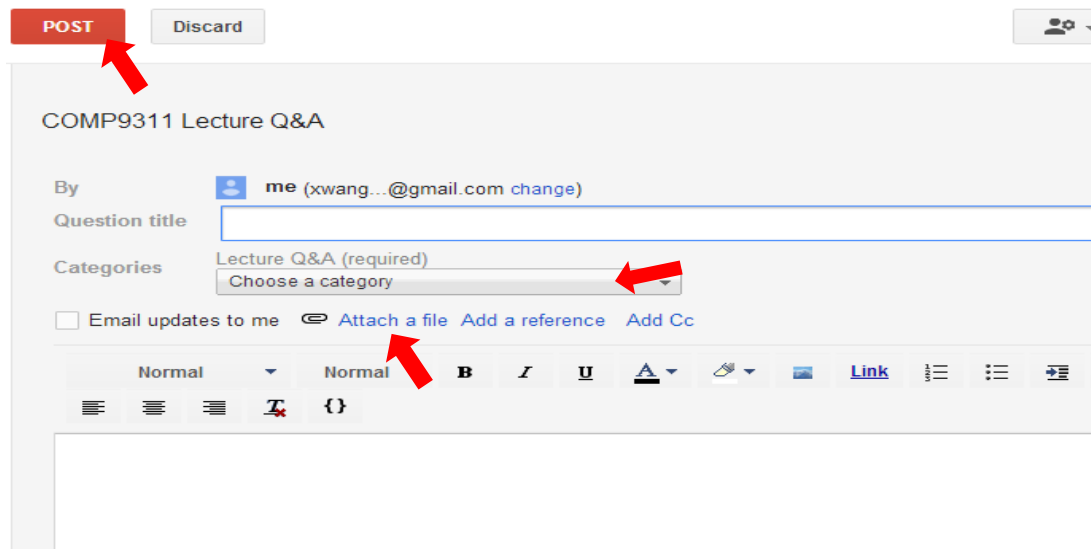 POST Discard
COMP9311 Lecture Q&A
By me (xwang...@gmail.com change)
Question title
Lecture Q&A (required)
Categories
Choose a category
Email updates to me Attach a file Add a reference Add Cc
Normal Normal B I U A Link
T {}